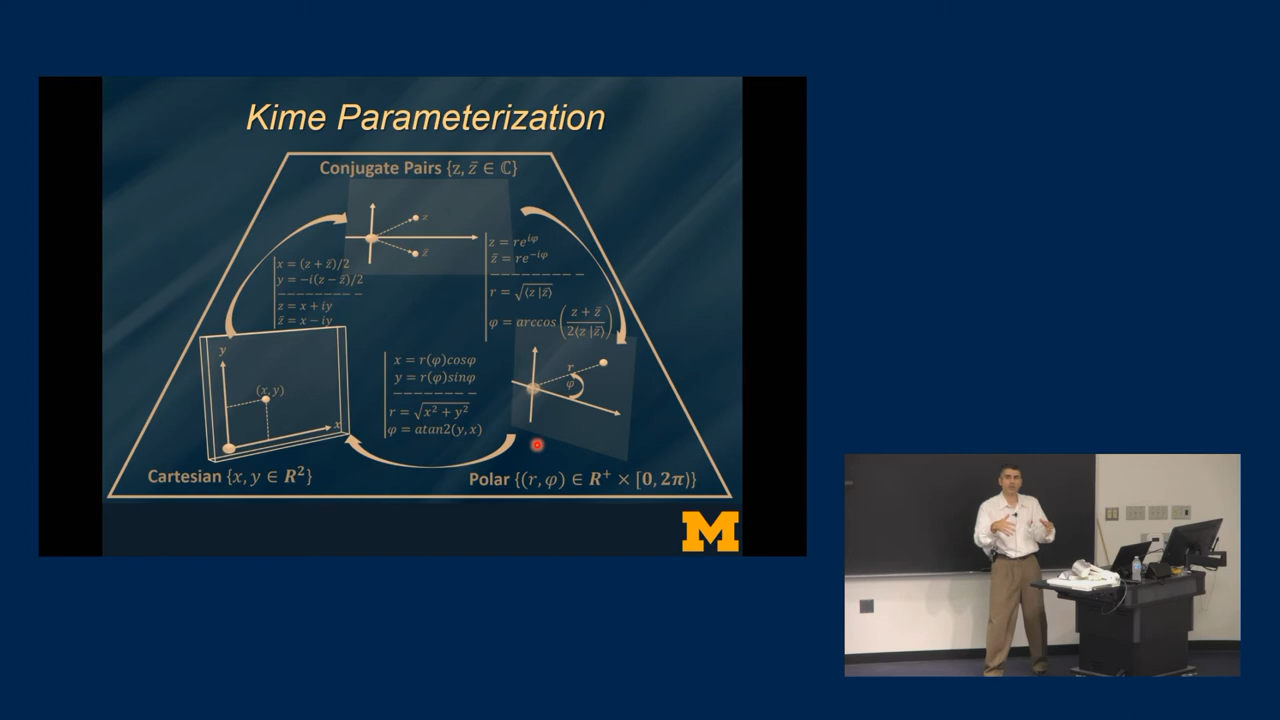 Kime Parameterization
Conjugate Pairs {z, z̄ ∈ ℂ}
z
z̄
x = (z + z̄)/2
y = −i(z − z̄)/2
z = x + iy
z̄ = x − iy
z = re^{iφ}
z̄ = re^{−iφ}
r = √⟨z |z̄⟩
φ = arccos (z + z̄ / 2⟨z |z̄⟩)
y
(x, y)
x
x = r(φ)cosφ
y = r(φ)sinφ
r = √x² + y²
φ = atan2(y, x)
r
φ
Cartesian {x, y ∈ R²}
Polar {(r, φ) ∈ R⁺ × [0, 2π)}
M